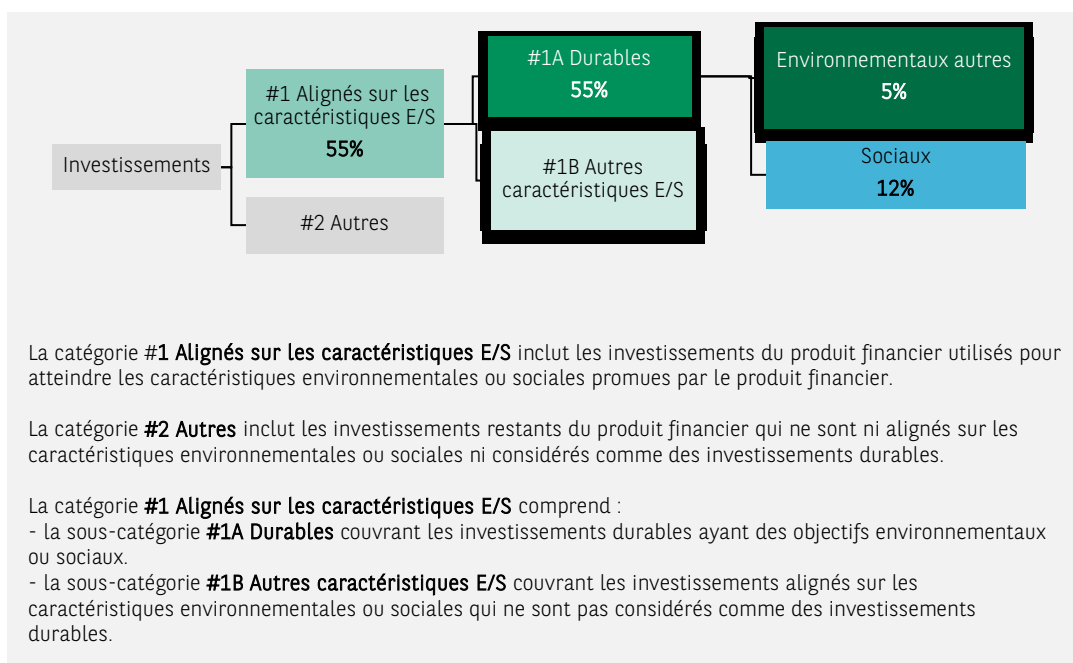 Investissements
#1 Alignés sur les
caractéristiques E/S
55%
#2 Autres
#1A Durables
55%
#1B Autres
caractéristiques E/S
Environnementaux autres
5%
Sociaux
12%
La catégorie #1 Alignés sur les caractéristiques E/S inclut les investissements du produit financier utilisés pour
atteindre les caractéristiques environnementales ou sociales promues par le produit financier.
La catégorie #2 Autres inclut les investissements restants du produit financier qui ne sont ni alignés sur les
caractéristiques environnementales ou sociales ni considérés comme des investissements durables.
La catégorie #1 Alignés sur les caractéristiques E/S comprend :
- la sous-catégorie #1A Durables couvrant les investissements durables ayant des objectifs environnementaux
ou sociaux.
- la sous-catégorie #1B Autres caractéristiques E/S couvrant les investissements alignés sur les
caractéristiques environnementales ou sociales qui ne sont pas considérés comme des investissements
durables.